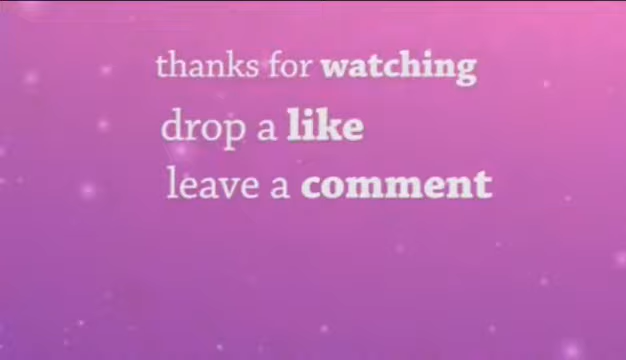 thanks for watching
drop a like
leave a comment